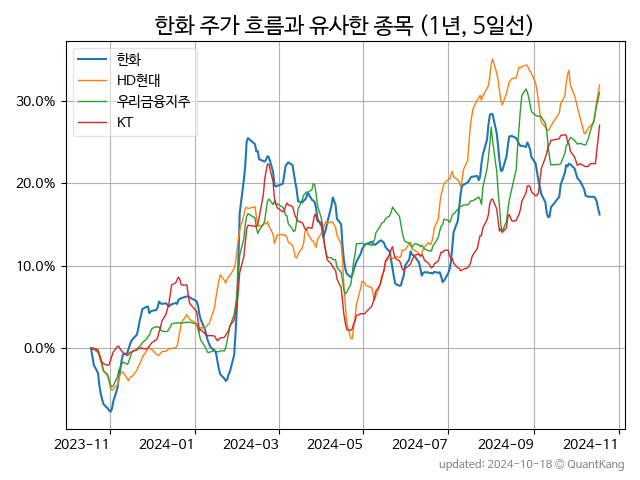 한화 주가 흐름과 유사한 종목 (1년, 5일선)
한화
HD현대
우리금융지주
KT
30.0%
20.0%
10.0%
0.0%
2023-11 2024-01 2024-03 2024-05 2024-07 2024-09 2024-11
updated: 2024-10-18 © QuantKang